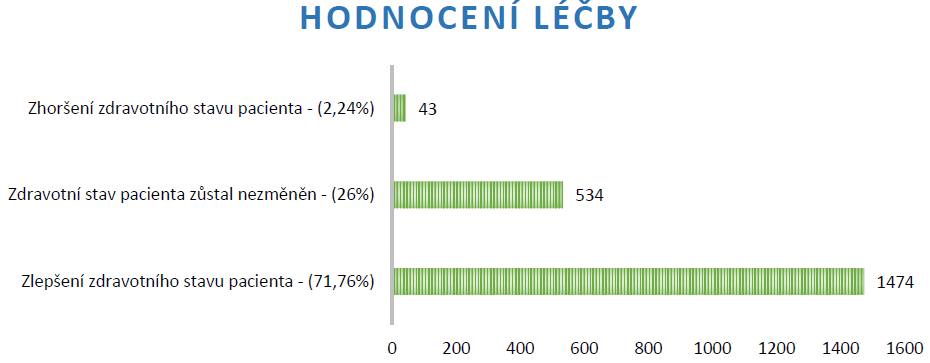 HODNOCENÍ LÉČBY
Zhoršení zdravotního stavu pacienta - (2,24%) 43
Zdravotní stav pacienta zůstal nezměněn - (26%) 534
Zlepšení zdravotního stavu pacienta - (71,76%) 1474
0 200 400 600 800 1000 1200 1400 1600